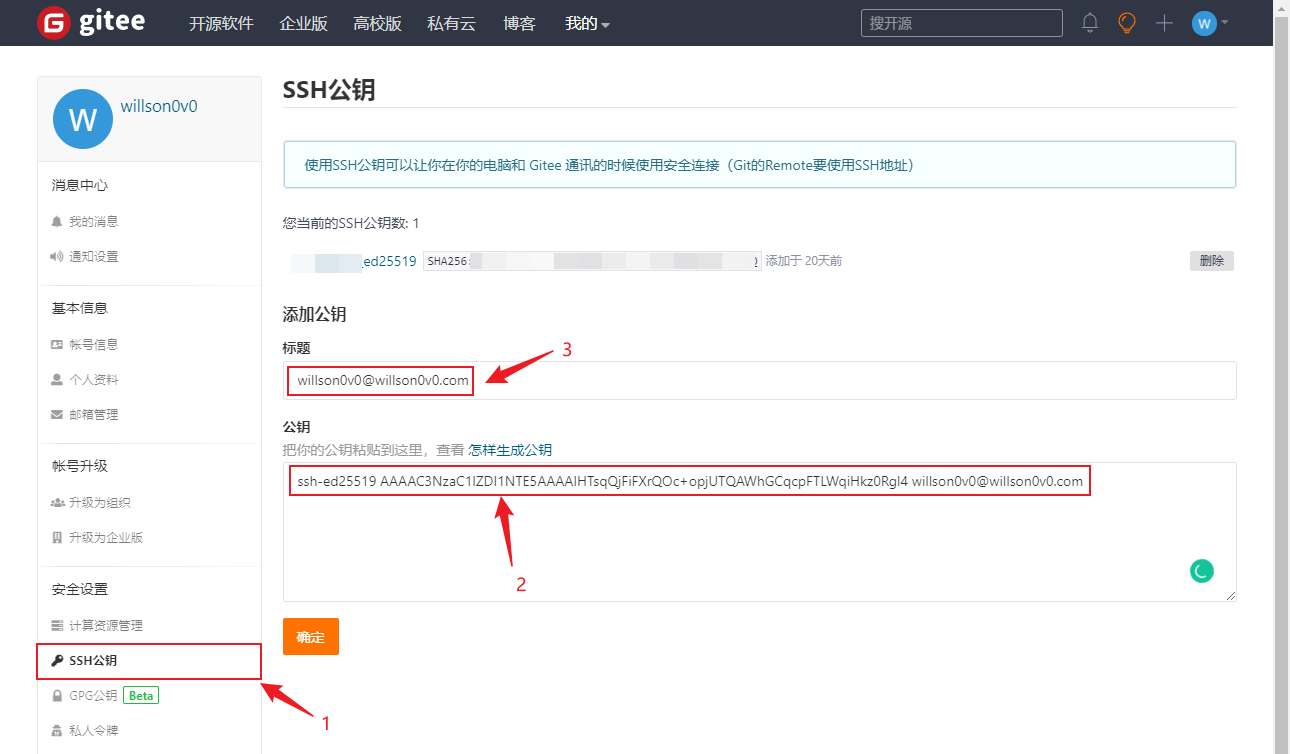 gitee 开源软件 企业版 高校版 私有云 博客 我的 搜开源 W
W willson0v0
消息中心
我的消息
通知设置
基本信息
帐号信息
个人资料
邮箱管理
帐号升级
升级为组织
升级为企业版
安全设置
计算资源管理
SSH公钥
GPG公钥 Beta
私人令牌
1
SSH公钥
使用SSH公钥可以让你在你的电脑和 Gitee 通讯的时候使用安全连接（Git的Remote要使用SSH地址）
您当前的SSH公钥数: 1
_ed25519 SHA256: 添加于 20天前 删除
添加公钥
标题
3
willson0v0@willson0v0.com
公钥
把你的公钥粘贴到这里，查看 怎样生成公钥
ssh-ed25519 AAAAC3NzaC1lZDI1NTE5AAAAIHTsqQjFiFXrQOc+opjUTQAWhGCqcpFTLWqiHkz0RgI4 willson0v0@willson0v0.com
2
确定